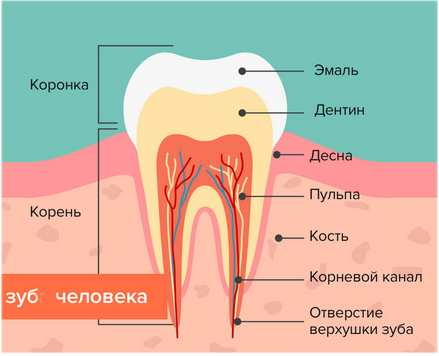 Коронка
Эмаль
Дентин
Десна
Пульпа
Корень
Кость
Корневой канал
зуб человека
Отверстие
верхушки зуба